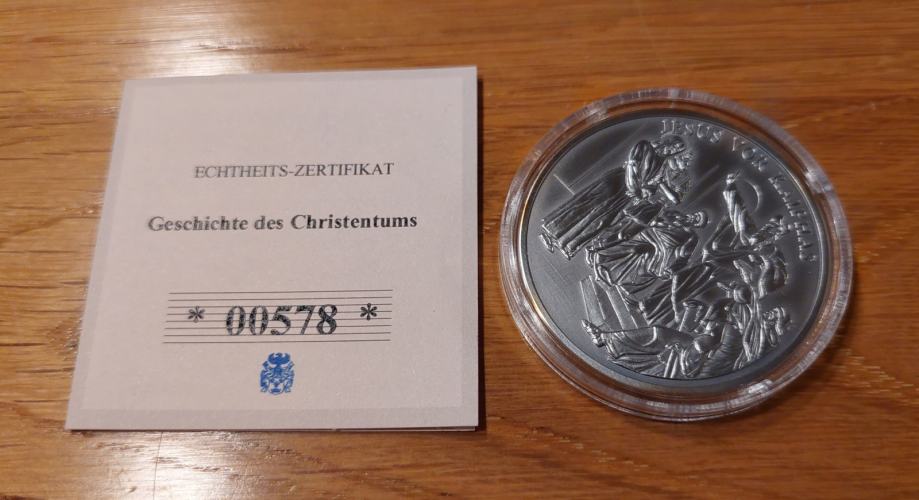 ECHTHEITS-ZERTIFIKAT
Geschichte des Christentums
* 00578 *
JESUS VOR KAIPHAS